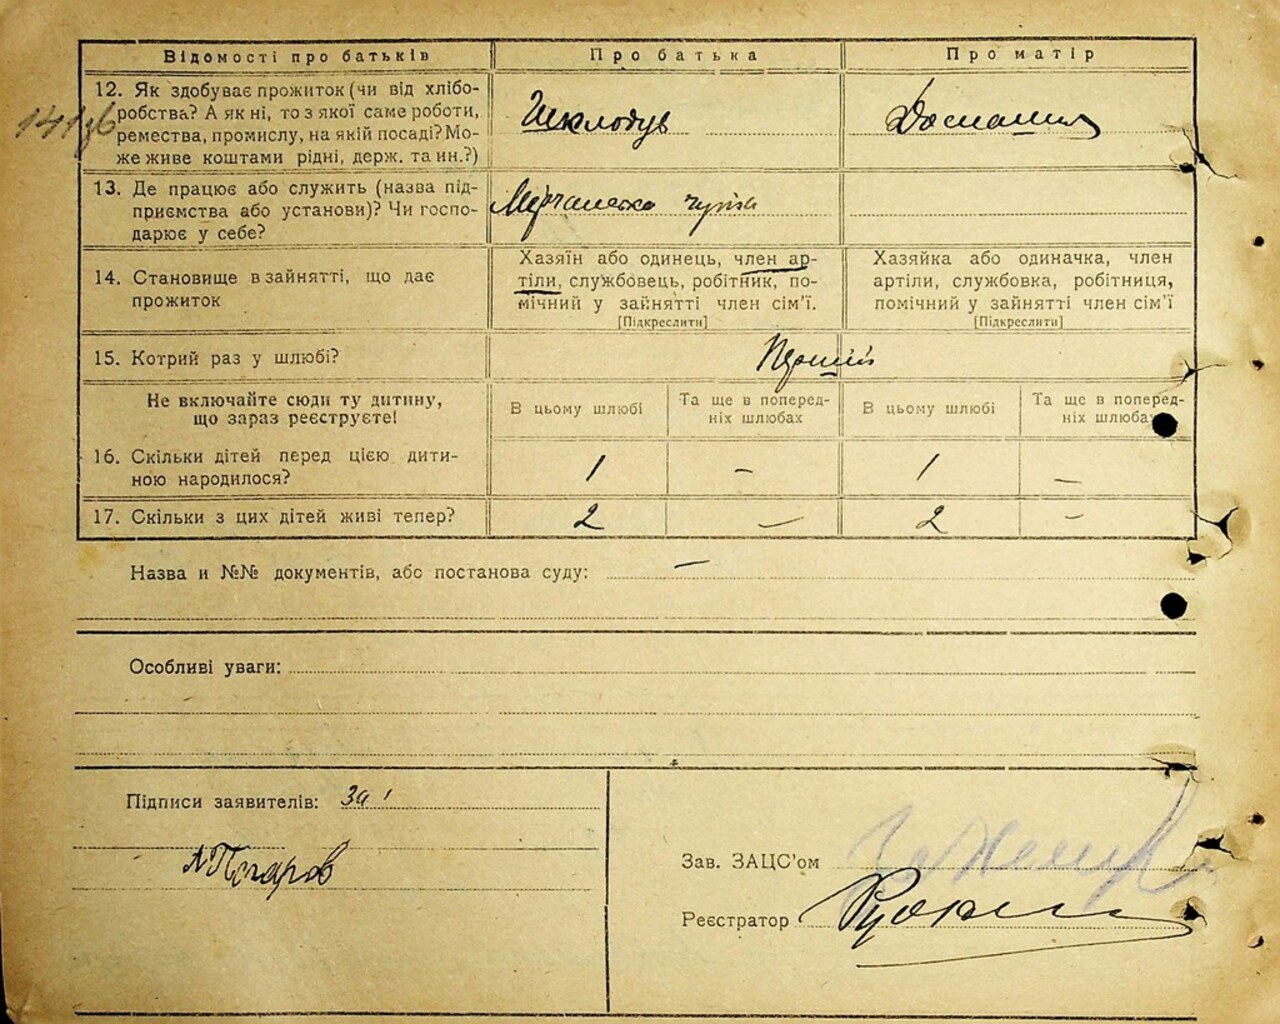 Відомості про батьків
Про батька
Про матір
12. Як здобуває прожиток (чи від хлібо-
робства? А як ні, то з якої саме роботи,
ремества, промислу, на якій посаді? Мо-
же живе коштами рідні, держ. та ин.?)
13. Де працює або служить (назва під-
приємства або установи)? Чи госпо-
дарює у себе?
14. Становище в зайнятті, що дає
прожиток
Хазяїн або одинець, член ар-
тіли, службовець, робітник, по-
мічний у зайнятті член сім'ї.
[Підкреслити]
Хазяйка або одиначка, член
артіли, службовка, робітниця,
помічний у зайнятті член сім'ї
[Підкреслити]
15. Котрий раз у шлюбі?
Не включайте сюди ту дитину,
що зараз реєструєте!
В цьому шлюбі
Та ще в поперед-
ніх шлюбах
В цьому шлюбі
Та ще в поперед-
ніх шлюбах
16. Скільки дітей перед цією дити-
ною народилося?
1 – 1 –
17. Скільки з цих дітей живі тепер?
2 – 2 –
Назва и №№ документів, або постанова суду: –
Особливі уваги:
Підписи заявителів:
Зав. ЗАЦС'ом
Реєстратор